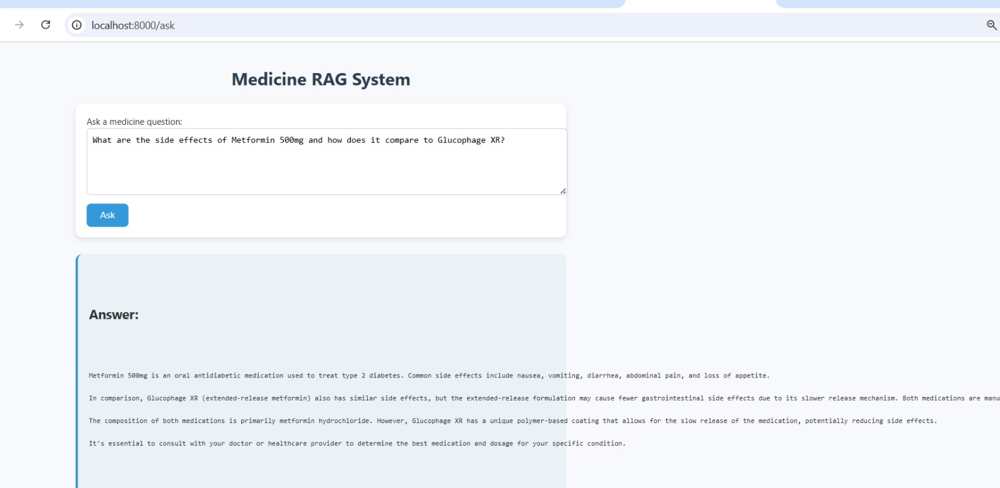 localhost:8000/ask
Medicine RAG System
Ask a medicine question:
What are the side effects of Metformin 500mg and how does it compare to Glucophage XR?
Ask
Answer:
Metformin 500mg is an oral antidiabetic medication used to treat type 2 diabetes. Common side effects include nausea, vomiting, diarrhea, abdominal pain, and loss of appetite.
In comparison, Glucophage XR (extended-release metformin) also has similar side effects, but the extended-release formulation may cause fewer gastrointestinal side effects due to its slower release mechanism. Both medications are manu
The composition of both medications is primarily metformin hydrochloride. However, Glucophage XR has a unique polymer-based coating that allows for the slow release of the medication, potentially reducing side effects.
It's essential to consult with your doctor or healthcare provider to determine the best medication and dosage for your specific condition.